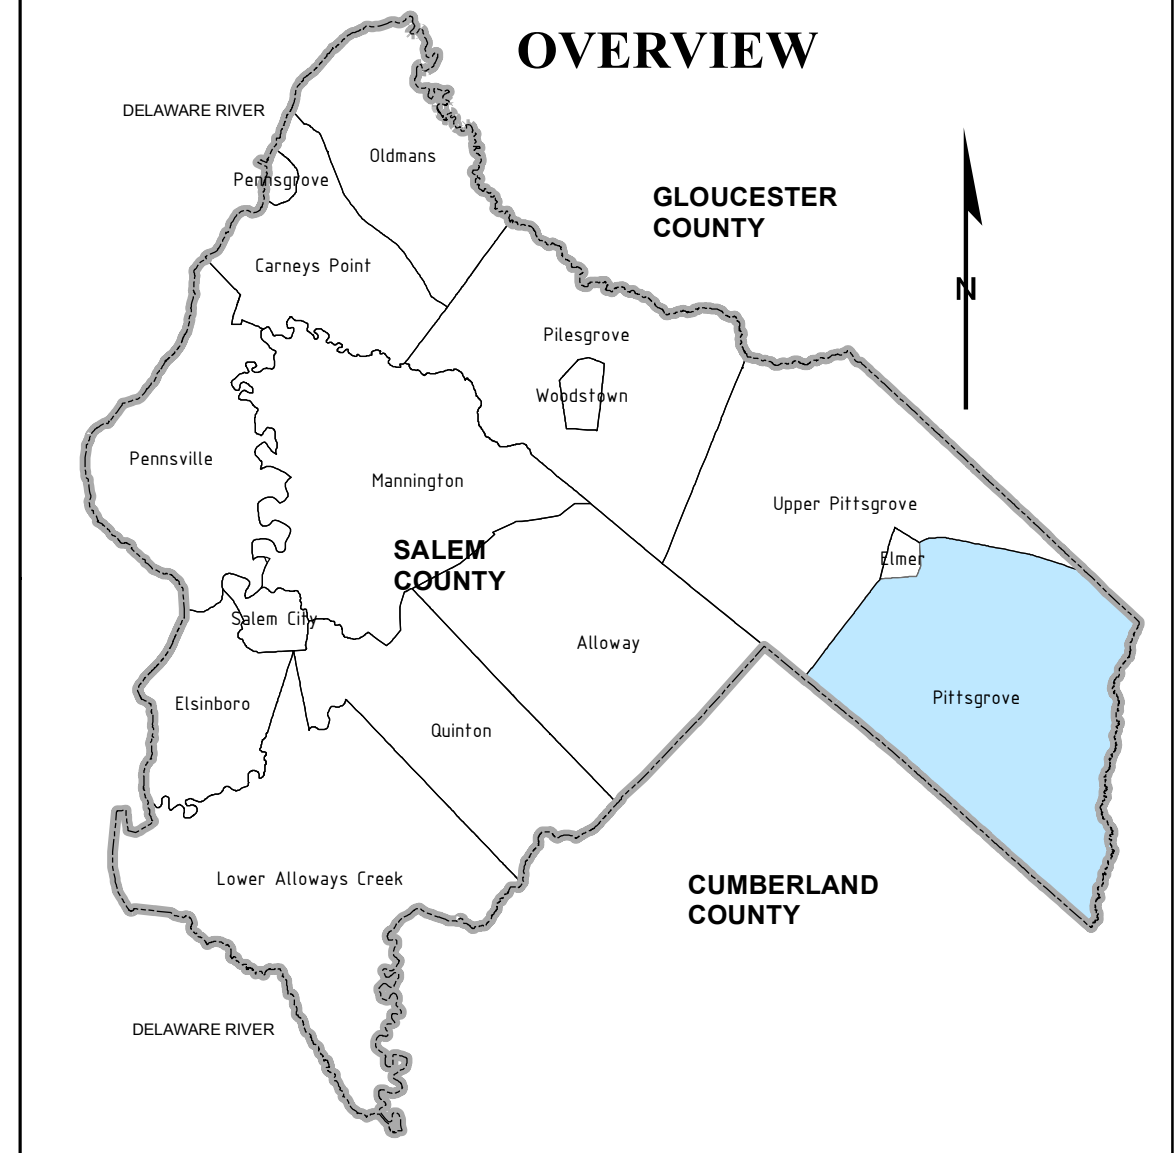 OVERVIEW
DELAWARE RIVER
Oldmans
Pennsgrove
GLOUCESTER
COUNTY
Carneys Point
N
Pilesgrove
Woodstown
Pennsville
Mannington
Upper Pittsgrove
SALEM
COUNTY
Elmer
Salem City
Alloway
Elsinboro
Pittsgrove
Quinton
Lower Alloways Creek
CUMBERLAND
COUNTY
DELAWARE RIVER